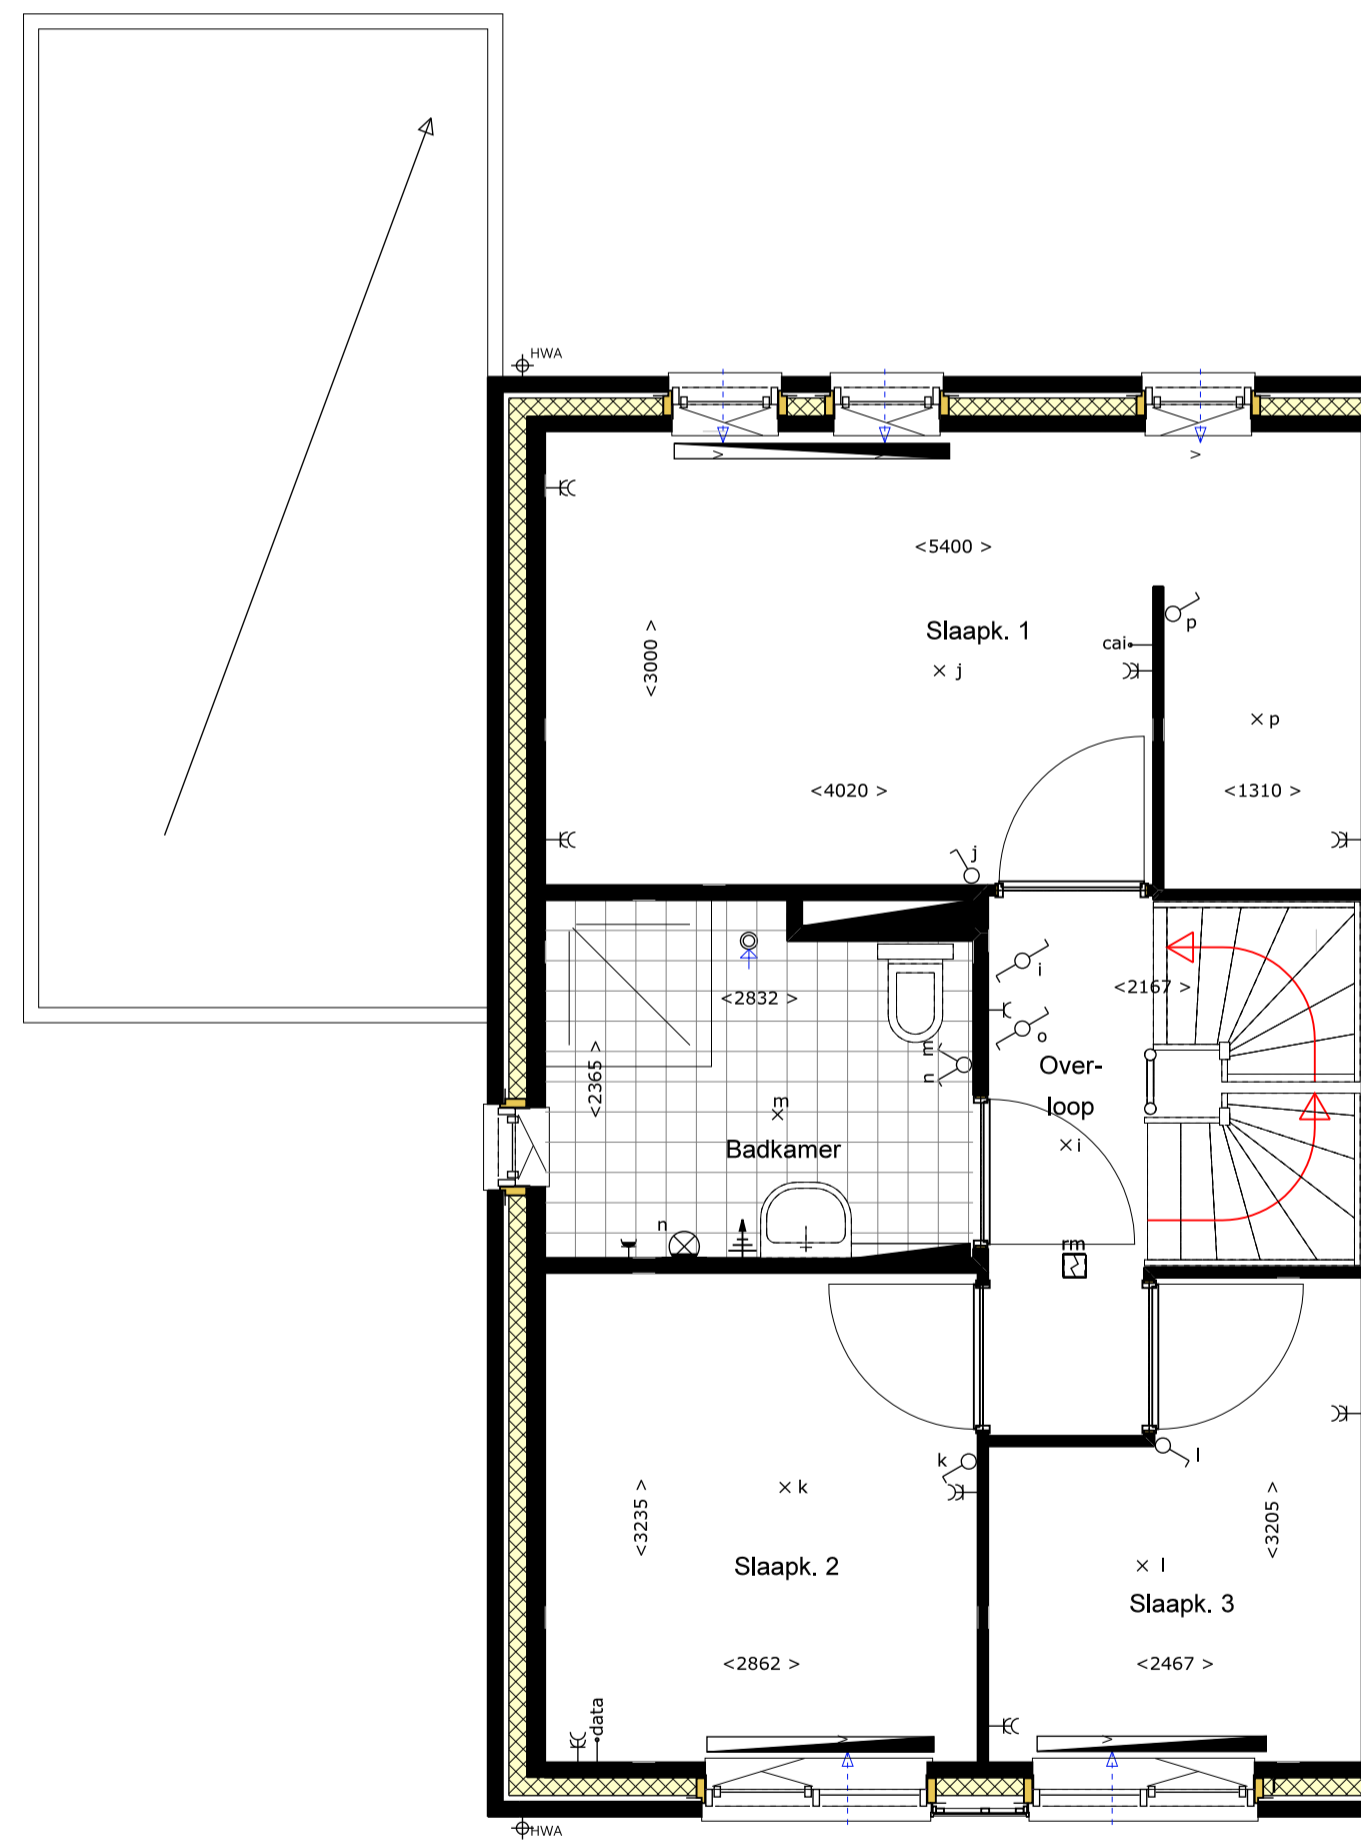 HWA
<5400 >
Slaapk. 1
<3000 >
p
cai
j
p
<4020 >
<1310 >
j
i
<2167 >
<2832 >
o
m
n
Over-
loop
<2365 >
m
i
Badkamer
n
rm
k
l
k
<3235 >
<3205 >
Slaapk. 2
l
Slaapk. 3
<2862 >
<2467 >
data
HWA